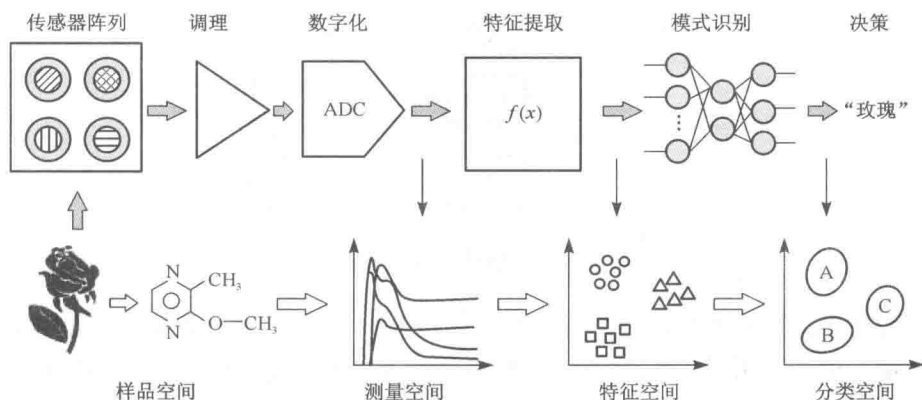 传感器阵列 调理 数字化 特征提取 模式识别 决策
ADC f(x) “玫瑰”
N CH₃
N O—CH₃
A
B
C
样品空间 测量空间 特征空间 分类空间